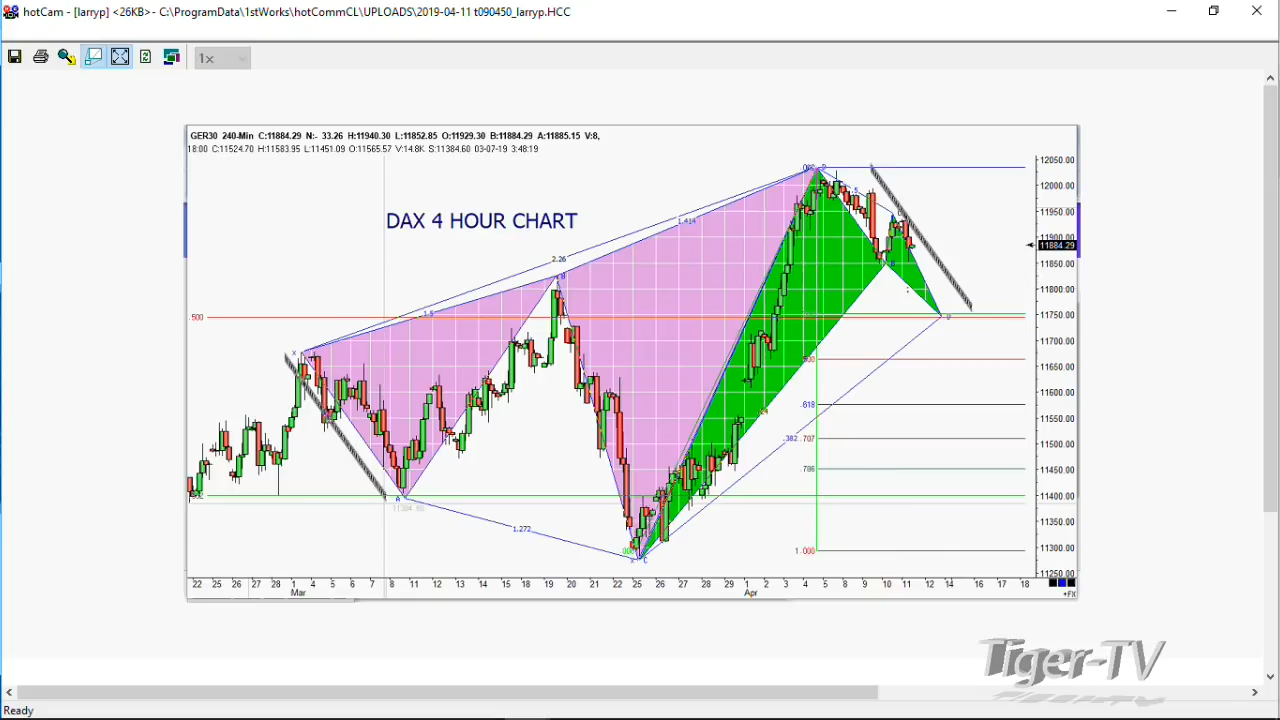 hotCam - [larryp] <26KB>- C:\ProgramData\1stWorks\hotCommCL\UPLOADS\2019-04-11 t090450_larryp.HCC
1x
GER30 240-Min C:11884.29 N:- 33.26 H:11940.30 L:11852.85 O:11929.30 B:11884.29 A:11885.15 V:8,
18:00 C:11524.70 H:11583.95 L:11451.09 O:11565.57 V:14.8K S:11384.60 03-07-19 3:48:19
12050.00
12000.00
DAX 4 HOUR CHART
1.414
.5
11950.00
11900.00
11884.29
2.26
B
11850.00
11800.00
1.5
.500
D
11750.00
11700.00
X
.500
11650.00
11600.00
.618
11550.00
.382
.707
11500.00
.786
11450.00
A
11400.00
11384.60
1.272
11350.00
1.000
11300.00
X C
11250.00
22 25 26 27 28 1 4 5 6 7 8 11 12 13 14 15 18 19 20 21 22 25 26 27 28 29 1 2 3 4 5 8 9 10 11 12 14 16 17 18
Mar
Apr
+FX
Tiger-TV
Ready